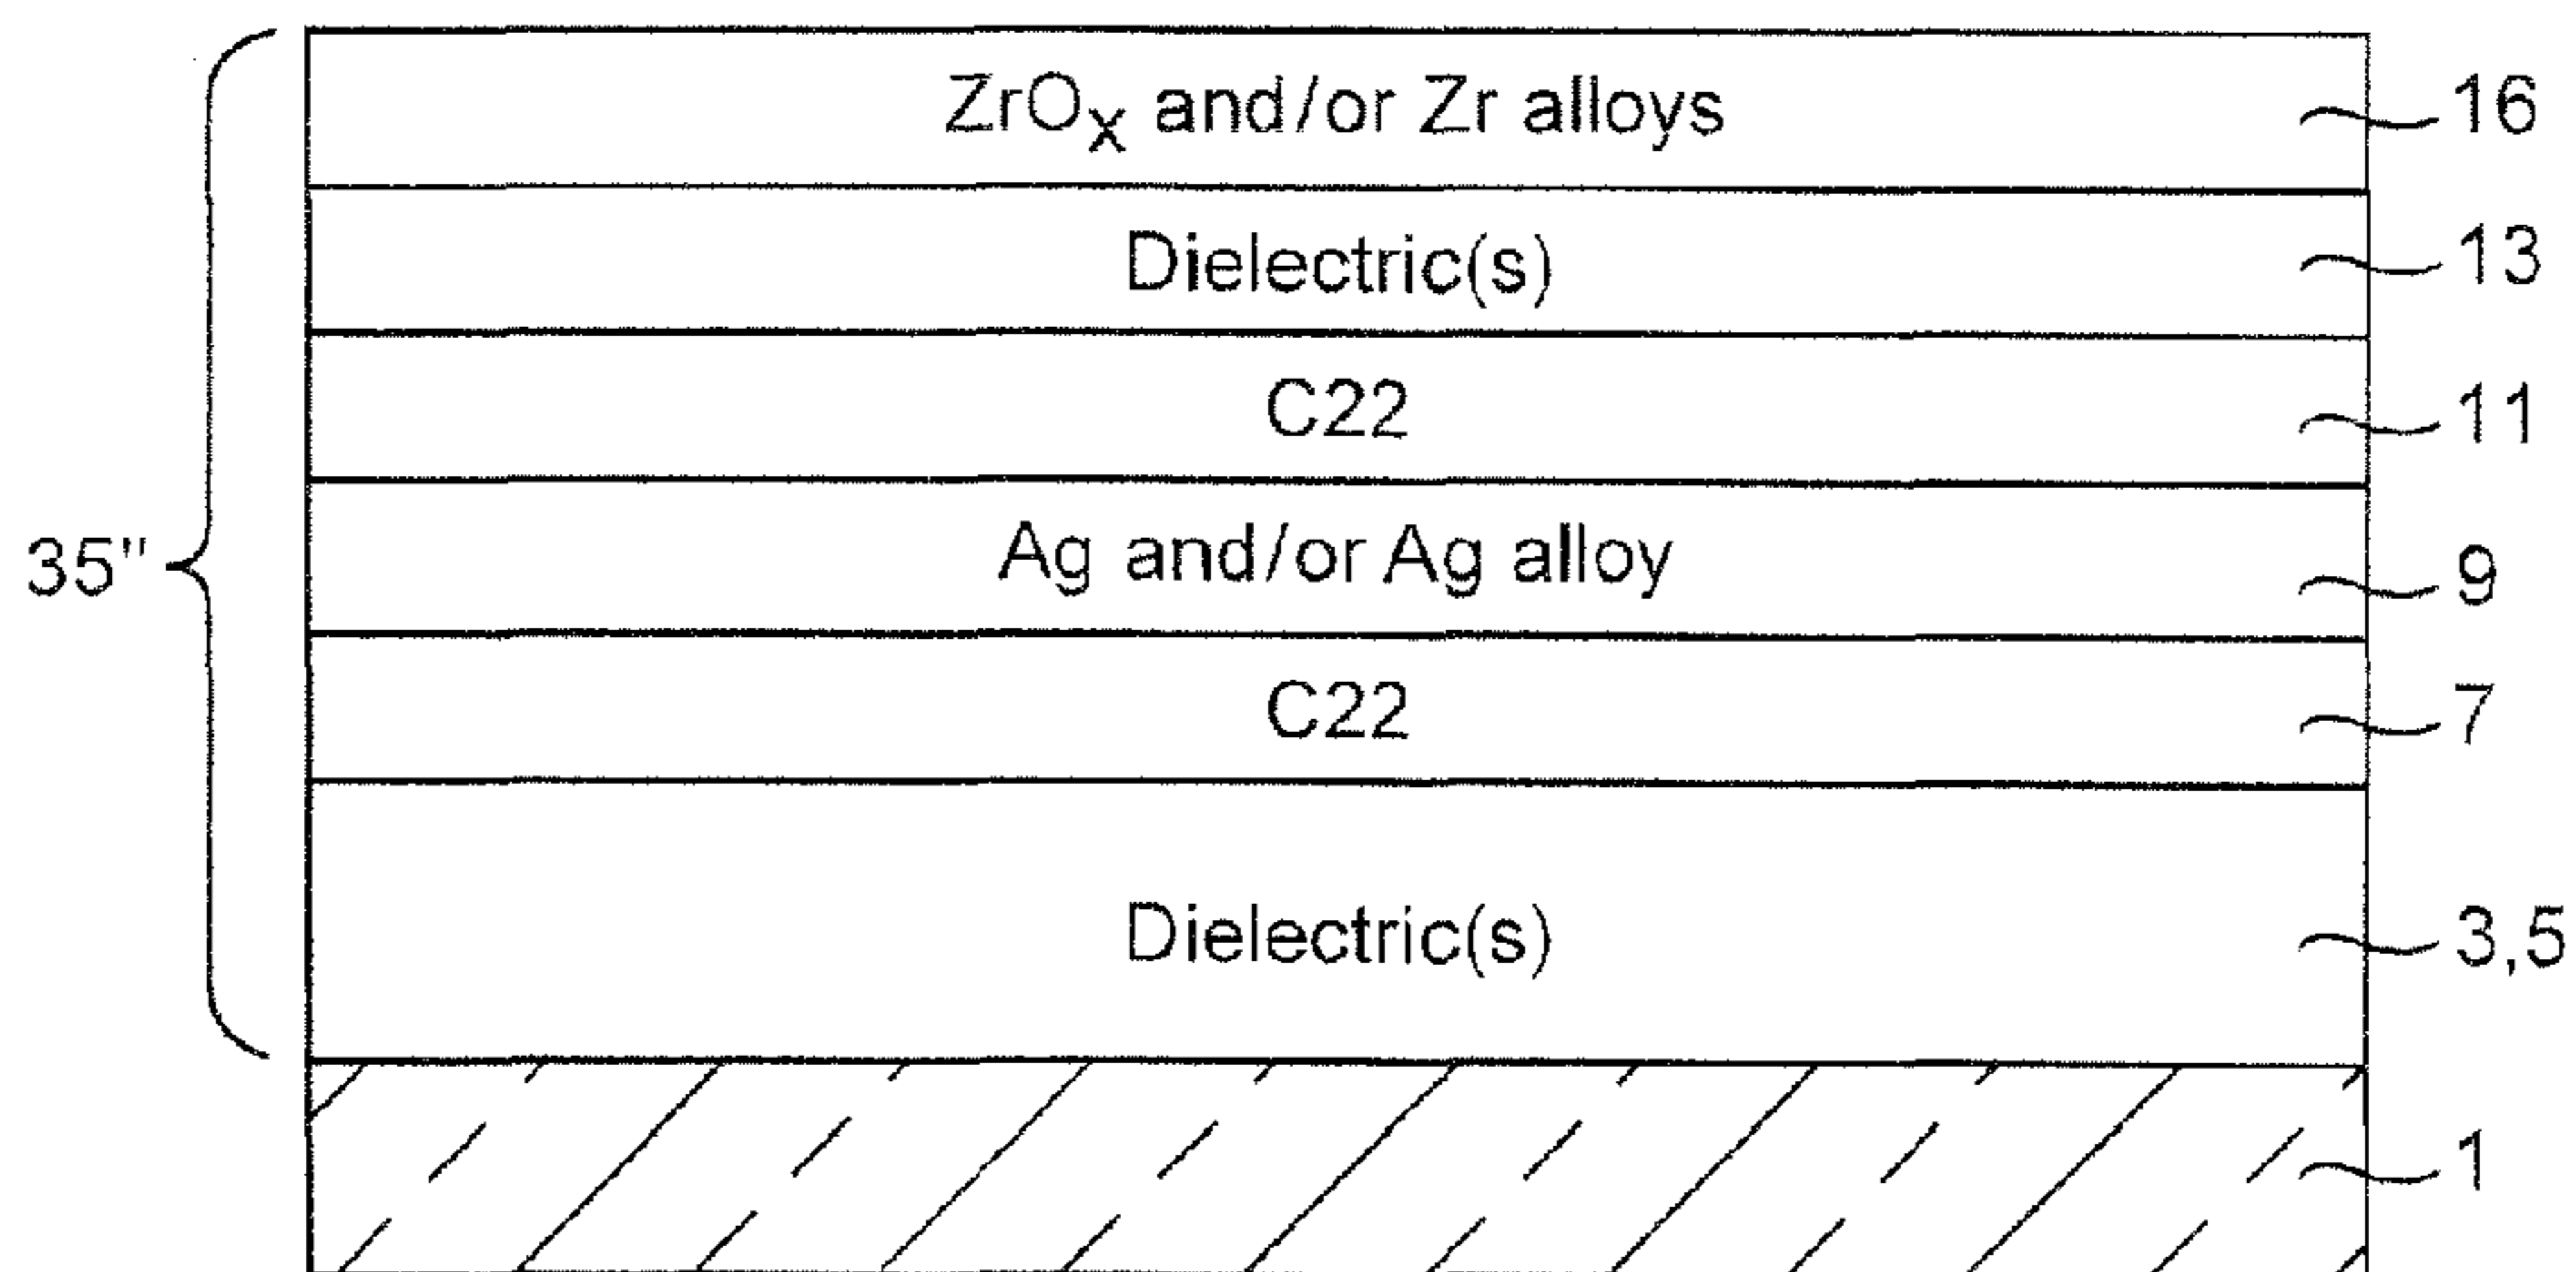 ZrOx and/or Zr alloys 16
Dielectric(s) 13
C22 11
Ag and/or Ag alloy 9
35"
C22 7
Dielectric(s) 3,5
1